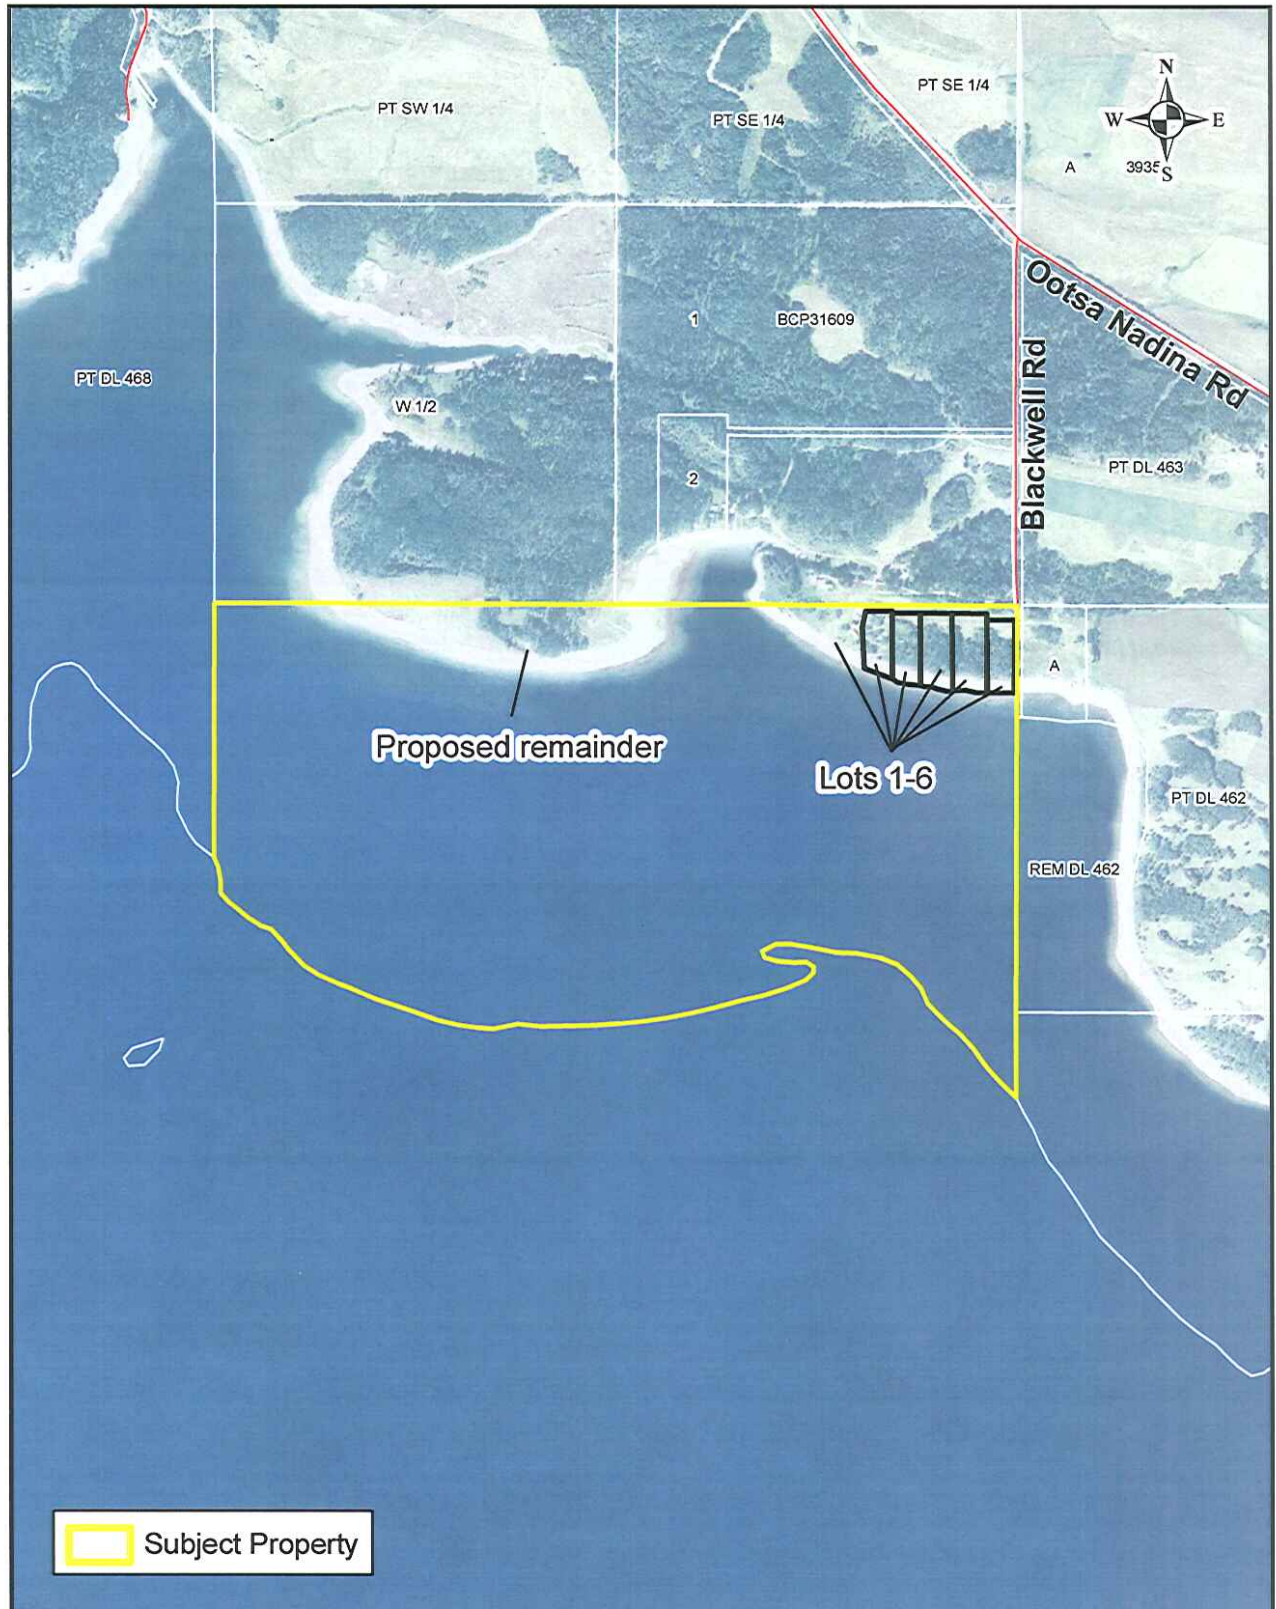 PT SE 1/4
N
PT SW 1/4
PT SE 1/4
W
E
A
3935
S
Ootsa Nadina Rd
1
BCP31609
Blackwell Rd
PT DL 468
W 1/2
PT DL 463
2
A
Proposed remainder
Lots 1-6
PT DL 462
REM DL 462
Subject Property